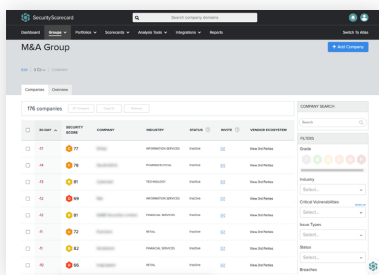 SecurityScorecard
Search company domains
Dashboard Groups Portfolios Scorecards Analysis Tools Integrations Reports Switch to Atlas
M&A Group
+ Add Company
Companies Overview
176 companies
COMPANY SEARCH
Search
30 DAY SECURITY SCORE COMPANY INDUSTRY STATUS INVITE VENDOR ECOSYSTEM
FILTERS
Grade
-17 77 INFORMATION SERVICES Inactive View 3rd Parties
-14 78 PHARMACEUTICAL Inactive View 3rd Parties
-13 81 TECHNOLOGY Inactive View 3rd Parties
Industry
Select...
-12 69 INFORMATION SERVICES Inactive View 3rd Parties
Critical Vulnerabilities
Select...
-11 81 FINANCIAL SERVICES Inactive View 3rd Parties
Issue Types
Select...
-11 72 RETAIL Inactive View 3rd Parties
Status
Select...
-11 82 FINANCIAL SERVICES Inactive View 3rd Parties
Breaches
-10 66 RETAIL Inactive View 3rd Parties